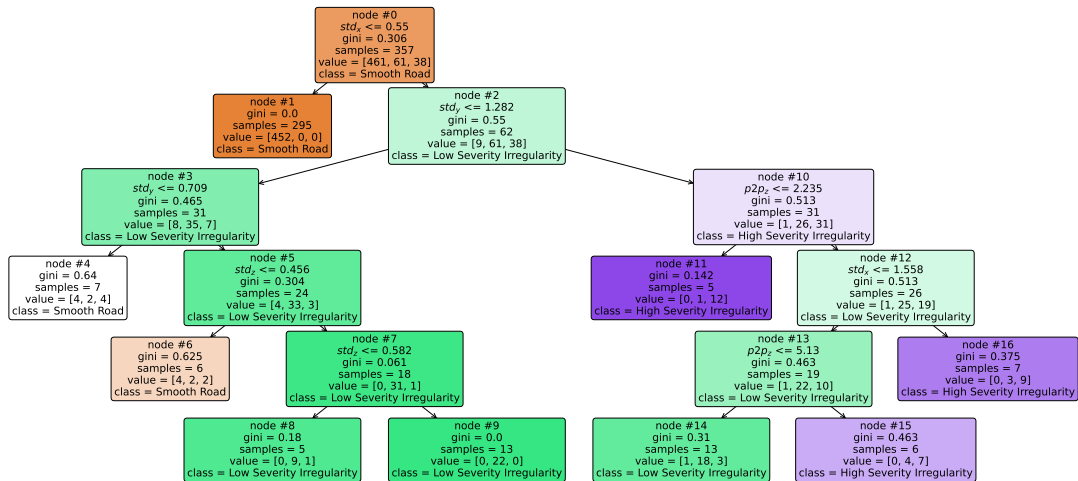 node #0
std_x <= 0.55
gini = 0.306
samples = 357
value = [461, 61, 38]
class = Smooth Road
node #1
gini = 0.0
samples = 295
value = [452, 0, 0]
class = Smooth Road
node #2
std_y <= 1.282
gini = 0.55
samples = 62
value = [9, 61, 38]
class = Low Severity Irregularity
node #3
std_y <= 0.709
gini = 0.465
samples = 31
value = [8, 35, 7]
class = Low Severity Irregularity
node #10
p2p_z <= 2.235
gini = 0.513
samples = 31
value = [1, 26, 31]
class = High Severity Irregularity
node #4
gini = 0.64
samples = 7
value = [4, 2, 4]
class = Smooth Road
node #5
std_z <= 0.456
gini = 0.304
samples = 24
value = [4, 33, 3]
class = Low Severity Irregularity
node #11
gini = 0.142
samples = 5
value = [0, 1, 12]
class = High Severity Irregularity
node #12
std_x <= 1.558
gini = 0.513
samples = 26
value = [1, 25, 19]
class = Low Severity Irregularity
node #6
gini = 0.625
samples = 6
value = [4, 2, 2]
class = Smooth Road
node #7
std_z <= 0.582
gini = 0.061
samples = 18
value = [0, 31, 1]
class = Low Severity Irregularity
node #13
p2p_z <= 5.13
gini = 0.463
samples = 19
value = [1, 22, 10]
class = Low Severity Irregularity
node #16
gini = 0.375
samples = 7
value = [0, 3, 9]
class = High Severity Irregularity
node #8
gini = 0.18
samples = 5
value = [0, 9, 1]
class = Low Severity Irregularity
node #9
gini = 0.0
samples = 13
value = [0, 22, 0]
class = Low Severity Irregularity
node #14
gini = 0.31
samples = 13
value = [1, 18, 3]
class = Low Severity Irregularity
node #15
gini = 0.463
samples = 6
value = [0, 4, 7]
class = High Severity Irregularity